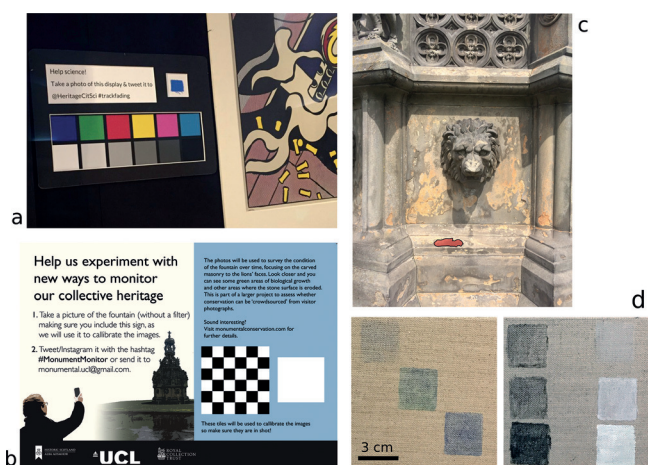 Help science!
Take a photo of this display & tweet it to
@HeritageCitSci #trackfading
a
c
Help us experiment with
new ways to monitor
our collective heritage
1. Take a picture of the fountain (without a filter)
making sure you include this sign, as
we will use it to callibrate the images.
2. Tweet/Instagram it with the hashtag
#MonumentMonitor or send it to
monumental.ucl@gmail.com.
The photos will be used to survey the condition
of the fountain over time, focusing on the carved
masonry to the lions' faces. Look closer and you
can see some green areas of biological growth
and other areas where the stone surface is eroded.
This is part of a larger project to assess whether
conservation can be 'crowdsourced' from visitor
photographs.
Sound interesting?
Visit monumentalconservation.com for
further details.
These tiles will be used to callibrate the images
so make sure they are in shot!
UCL
ROYAL
COLLECTION
TRUST
b
d
3 cm